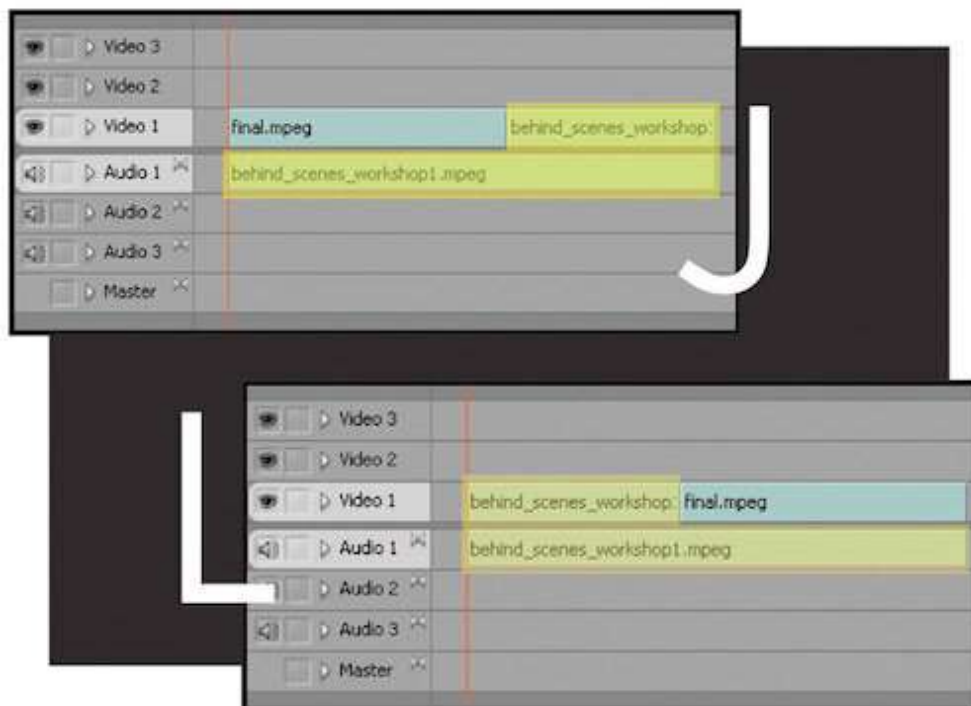 Video 3
Video 2
Video 1 final.mpeg behind_scenes_workshop
Audio 1 behind_scenes_workshop1.mpeg
Audio 2
Audio 3
Master
J
L
Video 3
Video 2
Video 1 behind_scenes_workshop final.mpeg
Audio 1 behind_scenes_workshop1.mpeg
Audio 2
Audio 3
Master